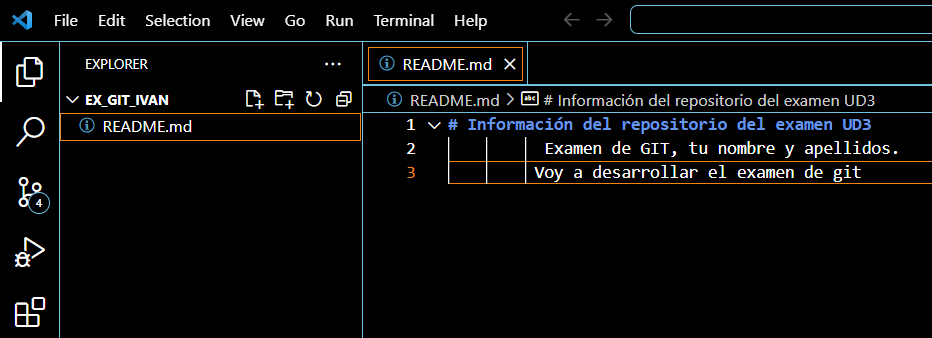 File Edit Selection View Go Run Terminal Help
EXPLORER ...
README.md
EX_GIT_IVAN
README.md > # Información del repositorio del examen UD3
README.md
1 # Información del repositorio del examen UD3
2 Examen de GIT, tu nombre y apellidos.
3 Voy a desarrollar el examen de git
4